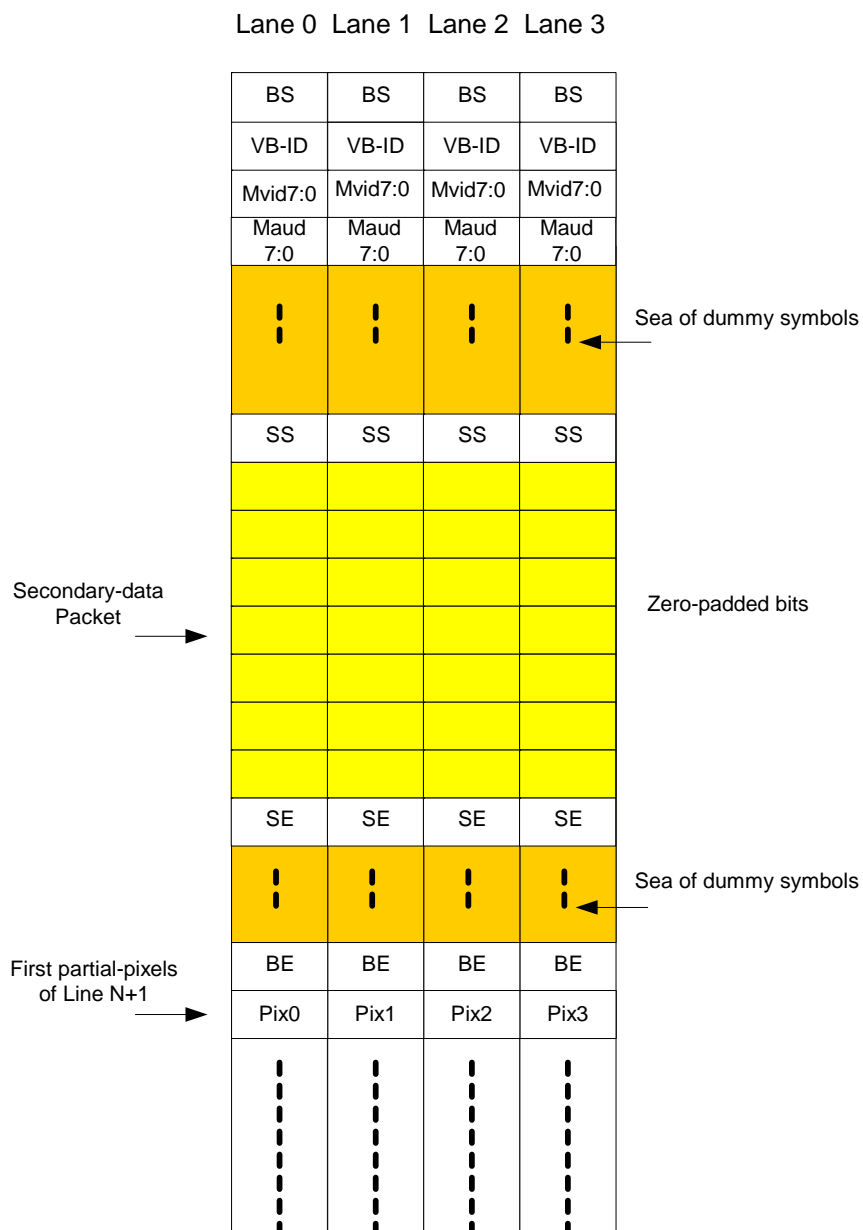 Lane 0 Lane 1 Lane 2 Lane 3
BS BS BS BS
VB-ID VB-ID VB-ID VB-ID
Mvid7:0 Mvid7:0 Mvid7:0 Mvid7:0
Maud Maud Maud Maud
7:0 7:0 7:0 7:0
Sea of dummy symbols
SS SS SS SS
Secondary-data
Packet
Zero-padded bits
SE SE SE SE
Sea of dummy symbols
BE BE BE BE
First partial-pixels
of Line N+1
Pix0 Pix1 Pix2 Pix3